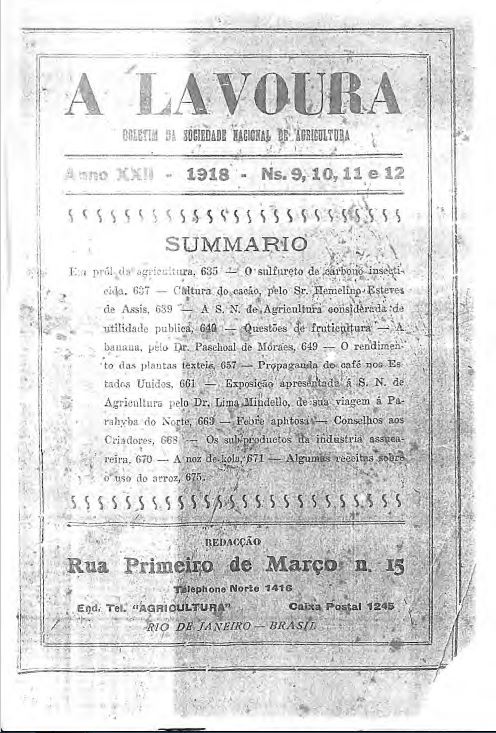 A LAVOURA
BOLETIM DA SOCIEDADE NACIONAL DE AGRICULTURA
Anno XXII - 1918 - Ns. 9, 10, 11 e 12
SUMMARIO
Em pról da agricultura, 635 — O sulfureto de carbono insecti-
cida, 637 — Cultura do cacáo, pelo Sr. Hemelino Esteves
de Assis, 639 — A S. N. de Agricultura considerada de
utilidade publica, 640 — Questões de fruticultura — A
banana, pelo Dr. Paschoal de Moraes, 649 — O rendimen-
to das plantas texteis, 657 — Propaganda do café nos Es-
tados Unidos, 661 — Exposição apresentada á S. N. de
Agricultura pelo Dr. Lima Mindello, de sua viagem á Pa-
rahyba do Norte, 663 — Febre aphtosa — Conselhos aos
Criadores, 668 — Os sub-productos da industria assuca-
reira, 670 — A noz de kola, 671 — Algumas receitas sobre
o uso do arroz, 675.
REDACÇÃO
Rua Primeiro de Março n. 15
Telephone Norte 1416
End. Tel. "AGRICULTURA" Caixa Postal 1245
RIO DE JANEIRO — BRASIL